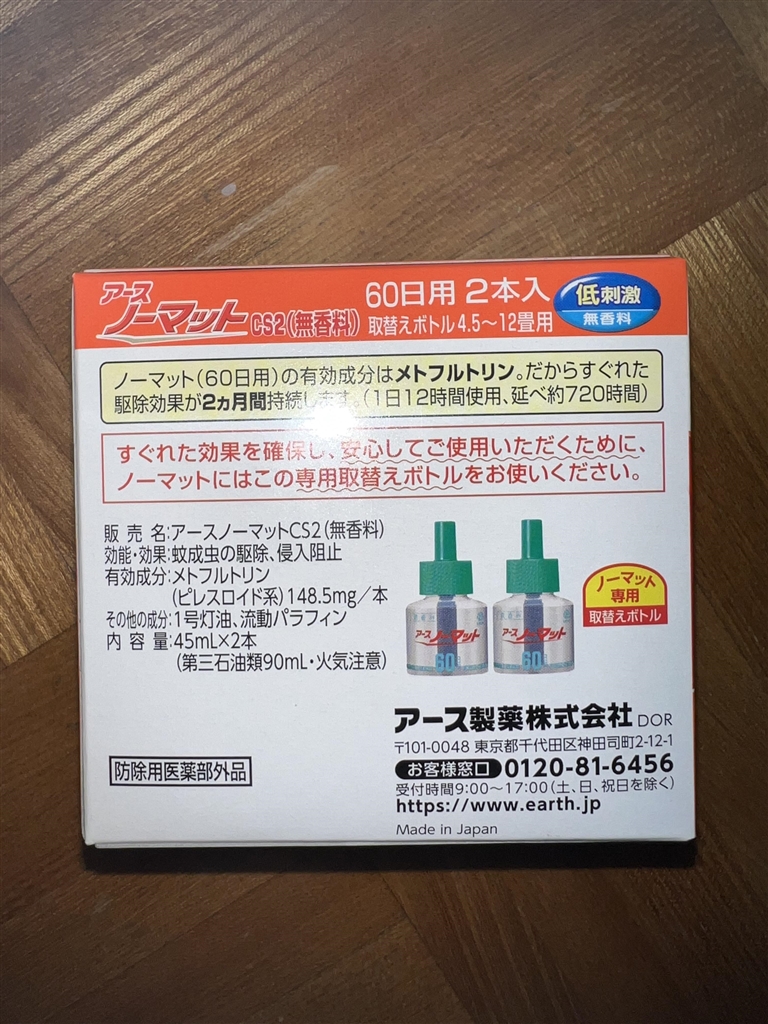 アース
ノーマット CS2(無香料)
60日用 2本入
取替えボトル4.5〜12畳用
低刺激
無香料
ノーマット(60日用)の有効成分はメトフルトリン。だからすぐれた
駆除効果が2ヵ月間持続します。(1日12時間使用、延べ約720時間)
すぐれた効果を確保し、安心してご使用いただくために、
ノーマットにはこの専用取替えボトルをお使いください。
販売名:アースノーマットCS2(無香料)
効能・効果:蚊成虫の駆除、侵入阻止
有効成分:メトフルトリン
(ピレスロイド系)148.5mg/本
その他の成分:1号灯油、流動パラフィン
内容量:45mL×2本
(第三石油類90mL・火気注意)
アース ノーマット
60
アース ノーマット
60
ノーマット
専用
取替えボトル
防除用医薬部外品
アース製薬株式会社 DOR
〒101-0048 東京都千代田区神田司町2-12-1
お客様窓口 0120-81-6456
受付時間9:00〜17:00(土、日、祝日を除く)
https://www.earth.jp
Made in Japan